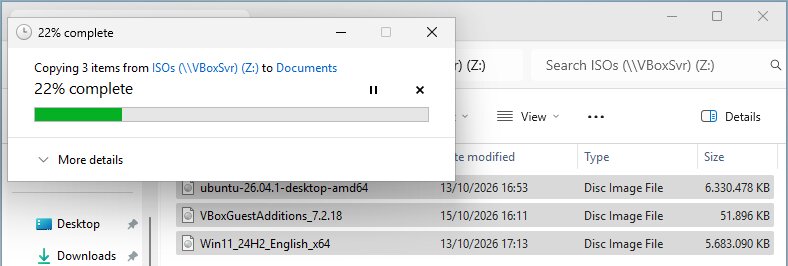 22% complete
Copying 3 items from ISOs (\\VBoxSvr) (Z:) to Documents
22% complete
More details
(Z:)
Search ISOs (\\VBoxSvr) (Z:)
View
Details
modified
Type
Size
ubuntu-26.04.1-desktop-amd64 13/10/2026 16:53 Disc Image File 6.330.478 KB
VBoxGuestAdditions_7.2.18 15/10/2026 16:11 Disc Image File 51.896 KB
Win11_24H2_English_x64 13/10/2026 17:13 Disc Image File 5.683.090 KB
Desktop
Downloads